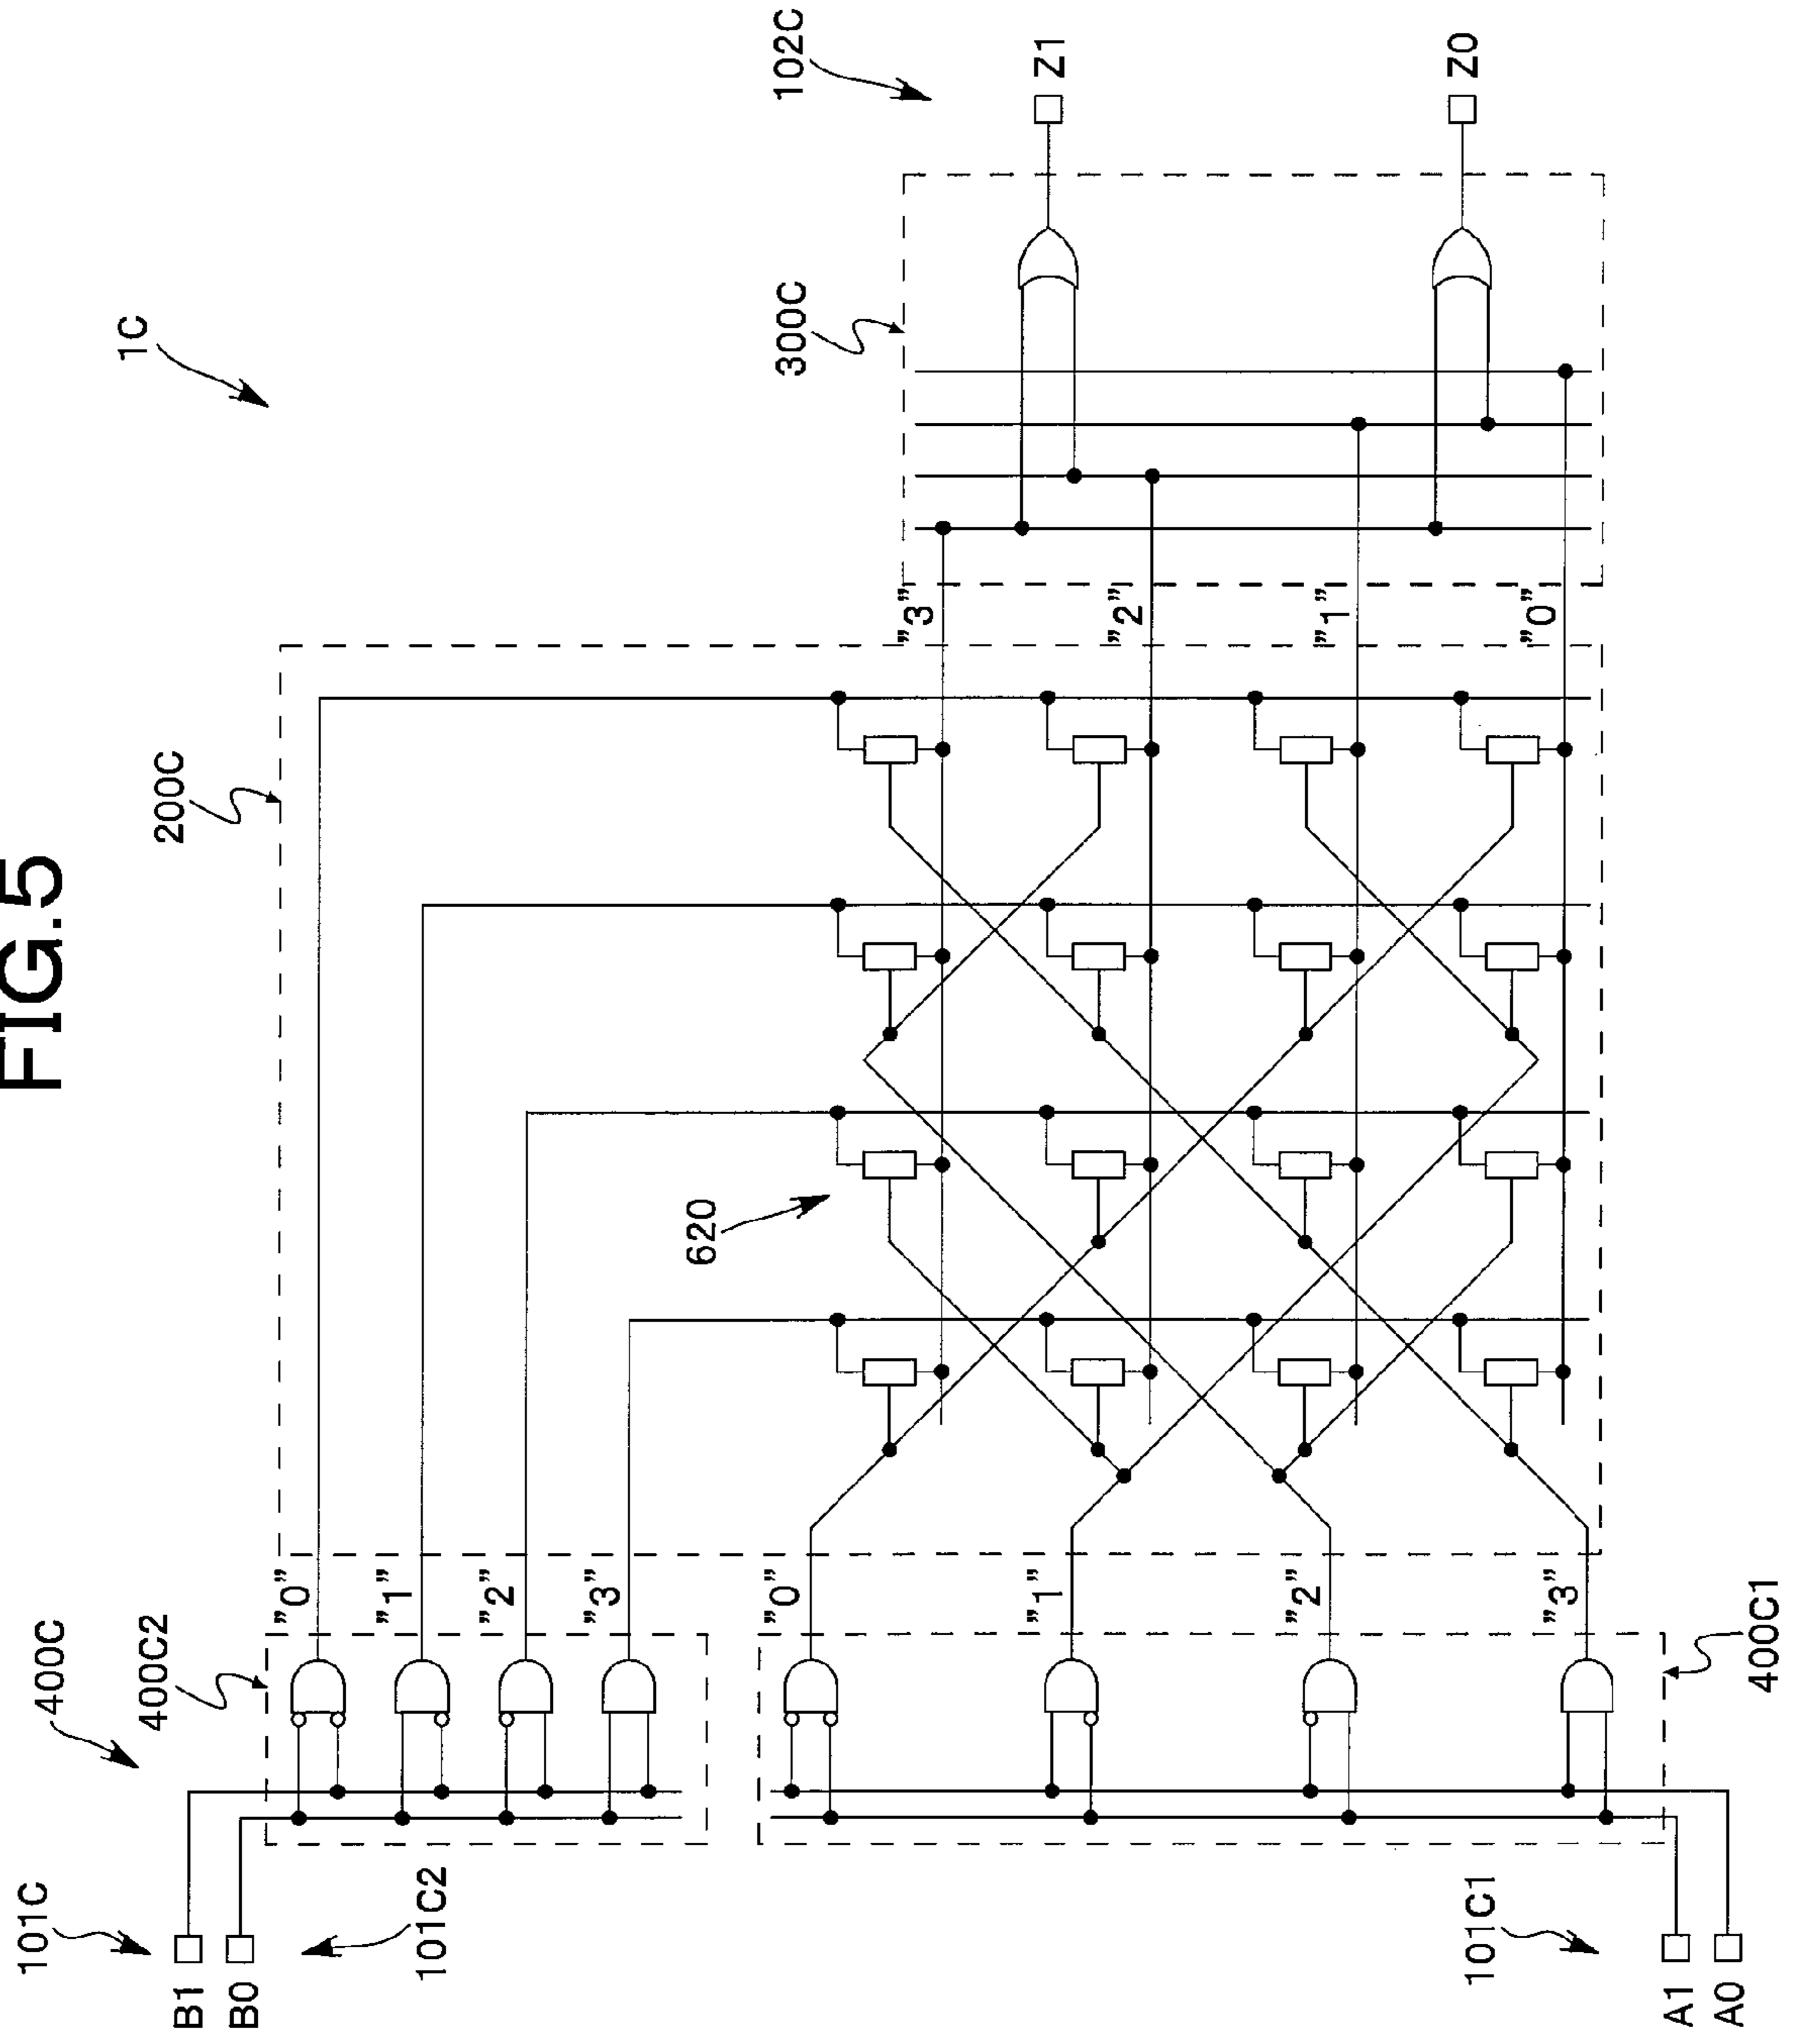 FIG.5
1C
101C
B1
B0
101C2
400C
400C2
"0"
"1"
"2"
"3"
200C
620
"0"
"1"
"2"
"3"
400C1
101C1
A1
A0
"3"
"2"
"1"
"0"
300C
102C
Z1
Z0